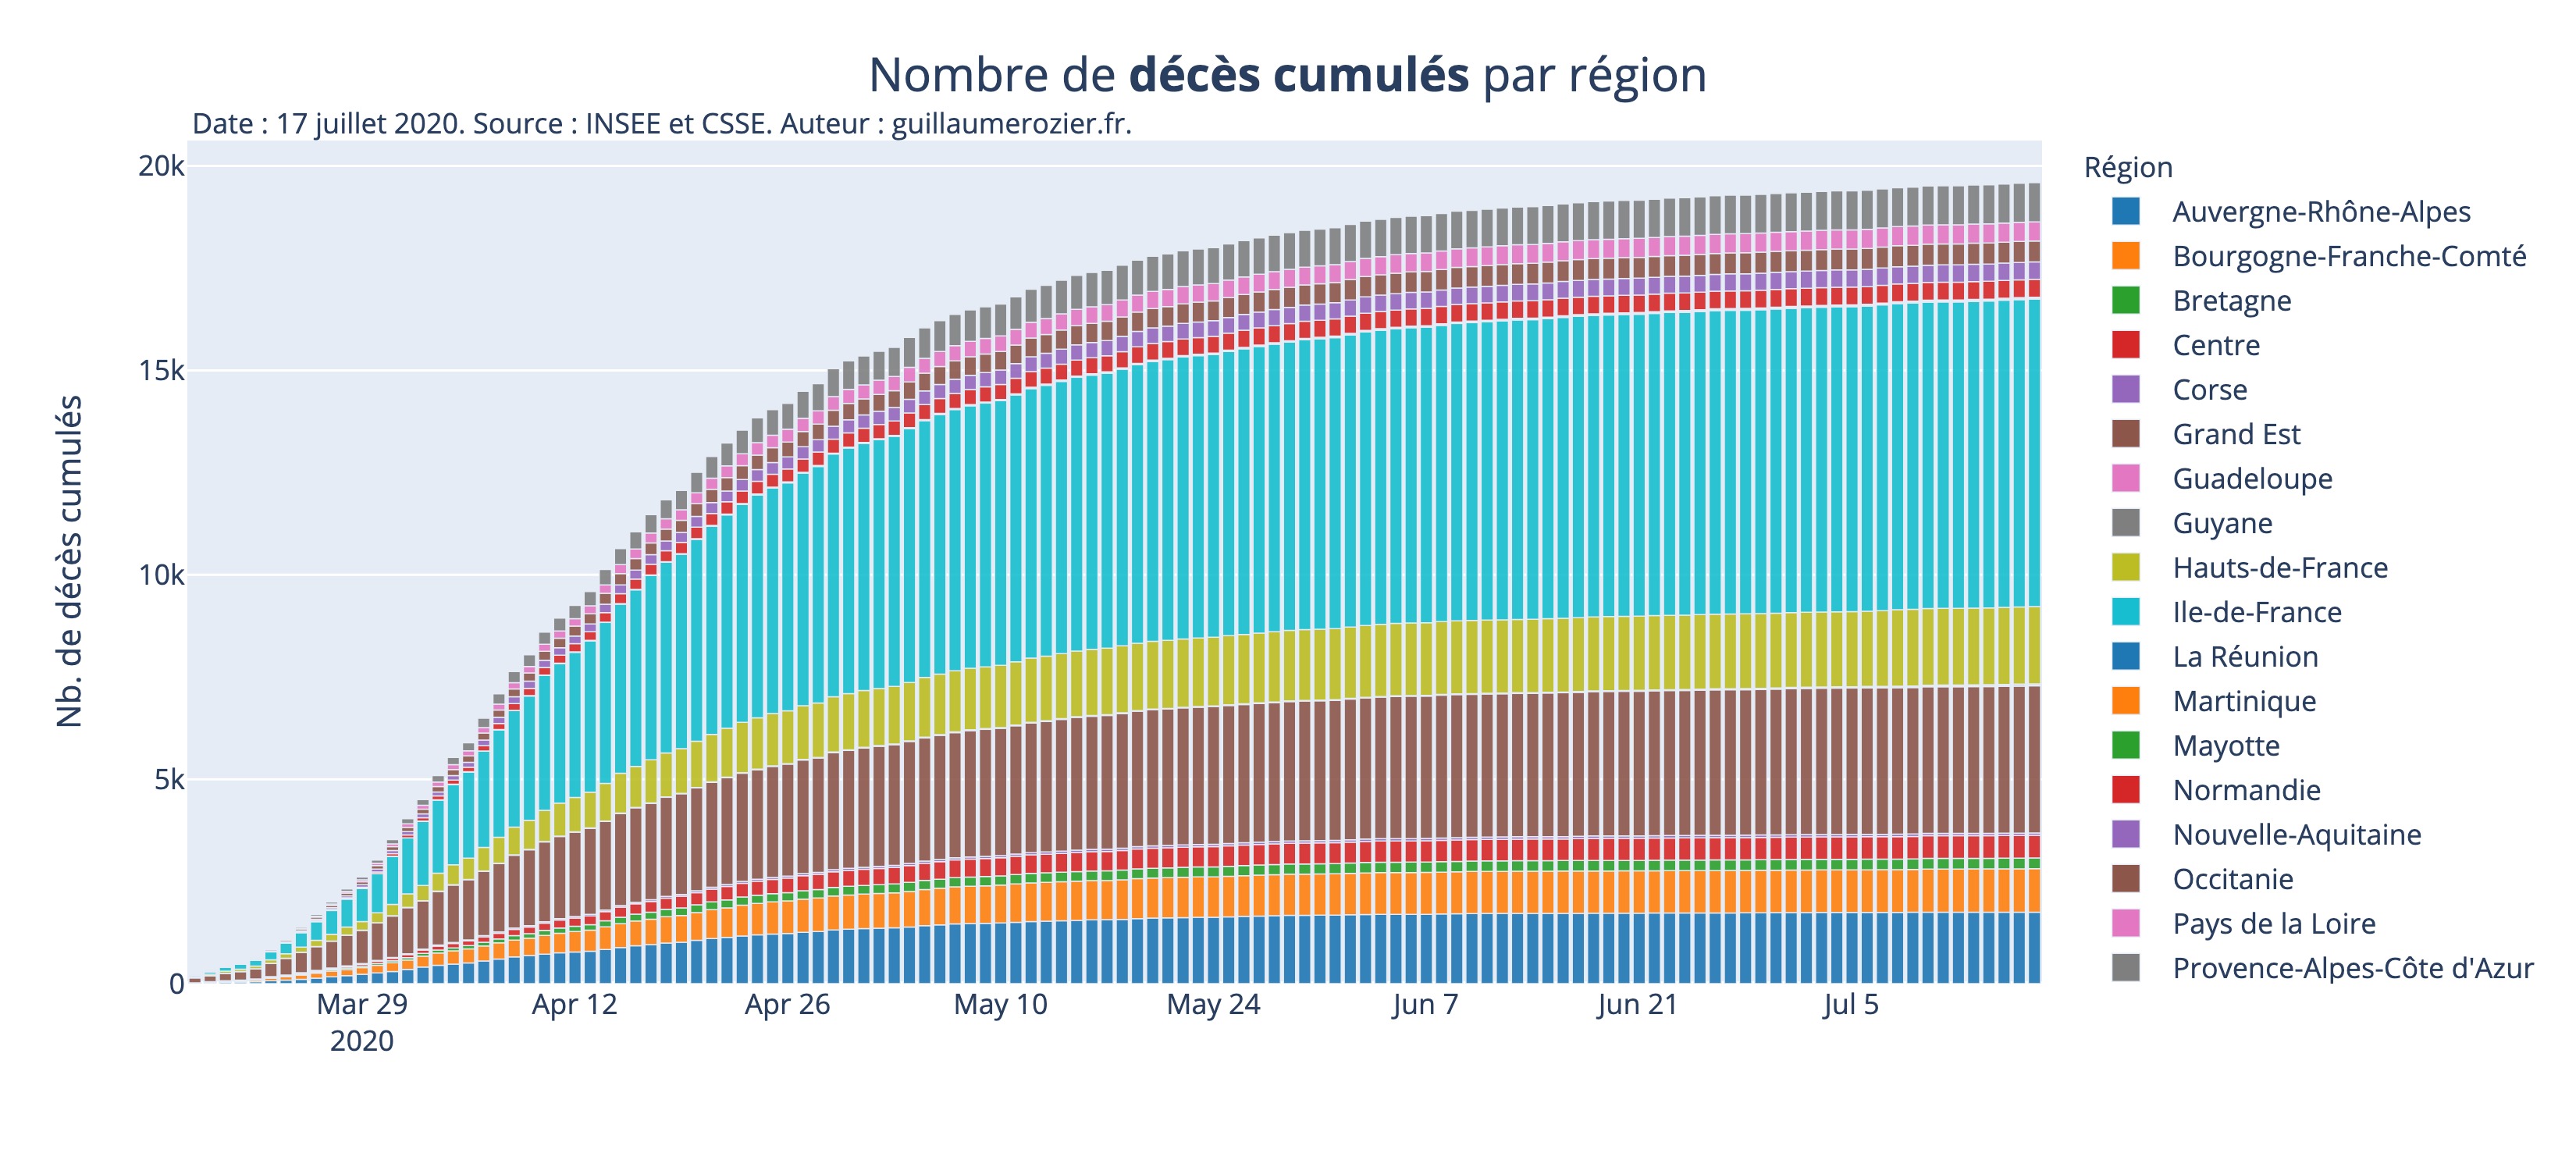 Nombre de décès cumulés par région
Date : 17 juillet 2020. Source : INSEE et CSSE. Auteur : guillaumerozier.fr.
Nb. de décès cumulés
20k
15k
10k
5k
0
Mar 29
2020
Apr 12
Apr 26
May 10
May 24
Jun 7
Jun 21
Jul 5
Région
Auvergne-Rhône-Alpes
Bourgogne-Franche-Comté
Bretagne
Centre
Corse
Grand Est
Guadeloupe
Guyane
Hauts-de-France
Ile-de-France
La Réunion
Martinique
Mayotte
Normandie
Nouvelle-Aquitaine
Occitanie
Pays de la Loire
Provence-Alpes-Côte d'Azur